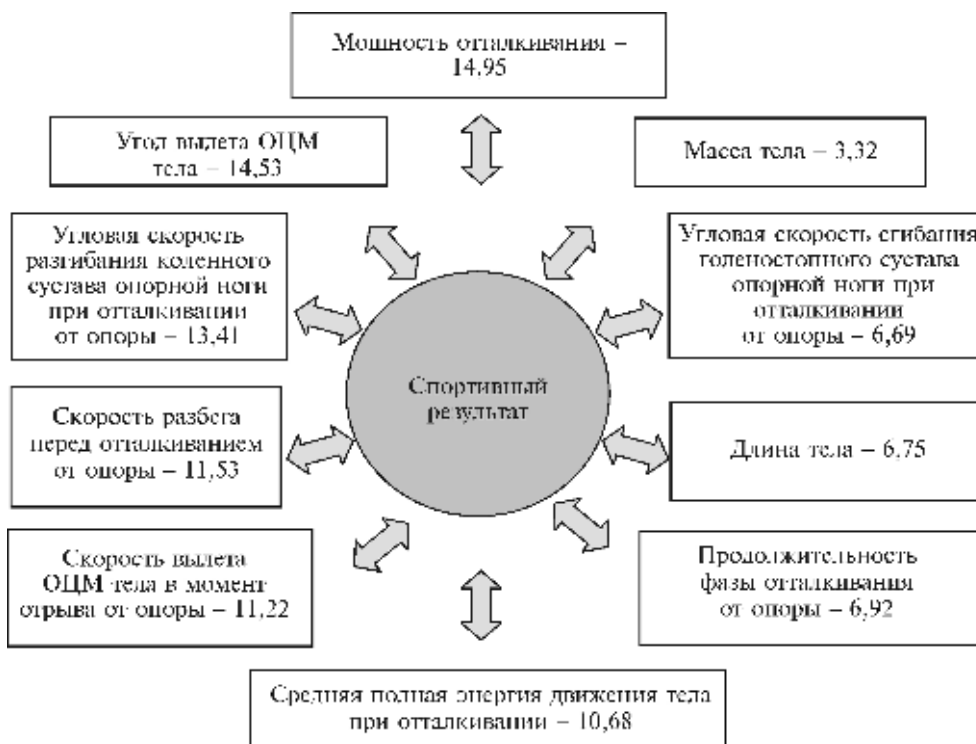 Мощность отталкивания –
14,95
Угол вылета ОЦМ
тела – 14,53
Масса тела – 3,32
Угловая скорость
разгибания коленного
сустава опорной ноги
при отталкивании
от опоры – 13,41
Угловая скорость сгибания
голеностопного сустава
опорной ноги при
отталкивании
от опоры – 6,69
Спортивный
результат
Скорость разбега
перед отталкиванием
от опоры – 11,53
Длина тела – 6,75
Скорость вылета
ОЦМ тела в момент
отрыва от опоры – 11,22
Продолжительность
фазы отталкивания
от опоры – 6,92
Средняя полная энергия движения тела
при отталкивании – 10,68